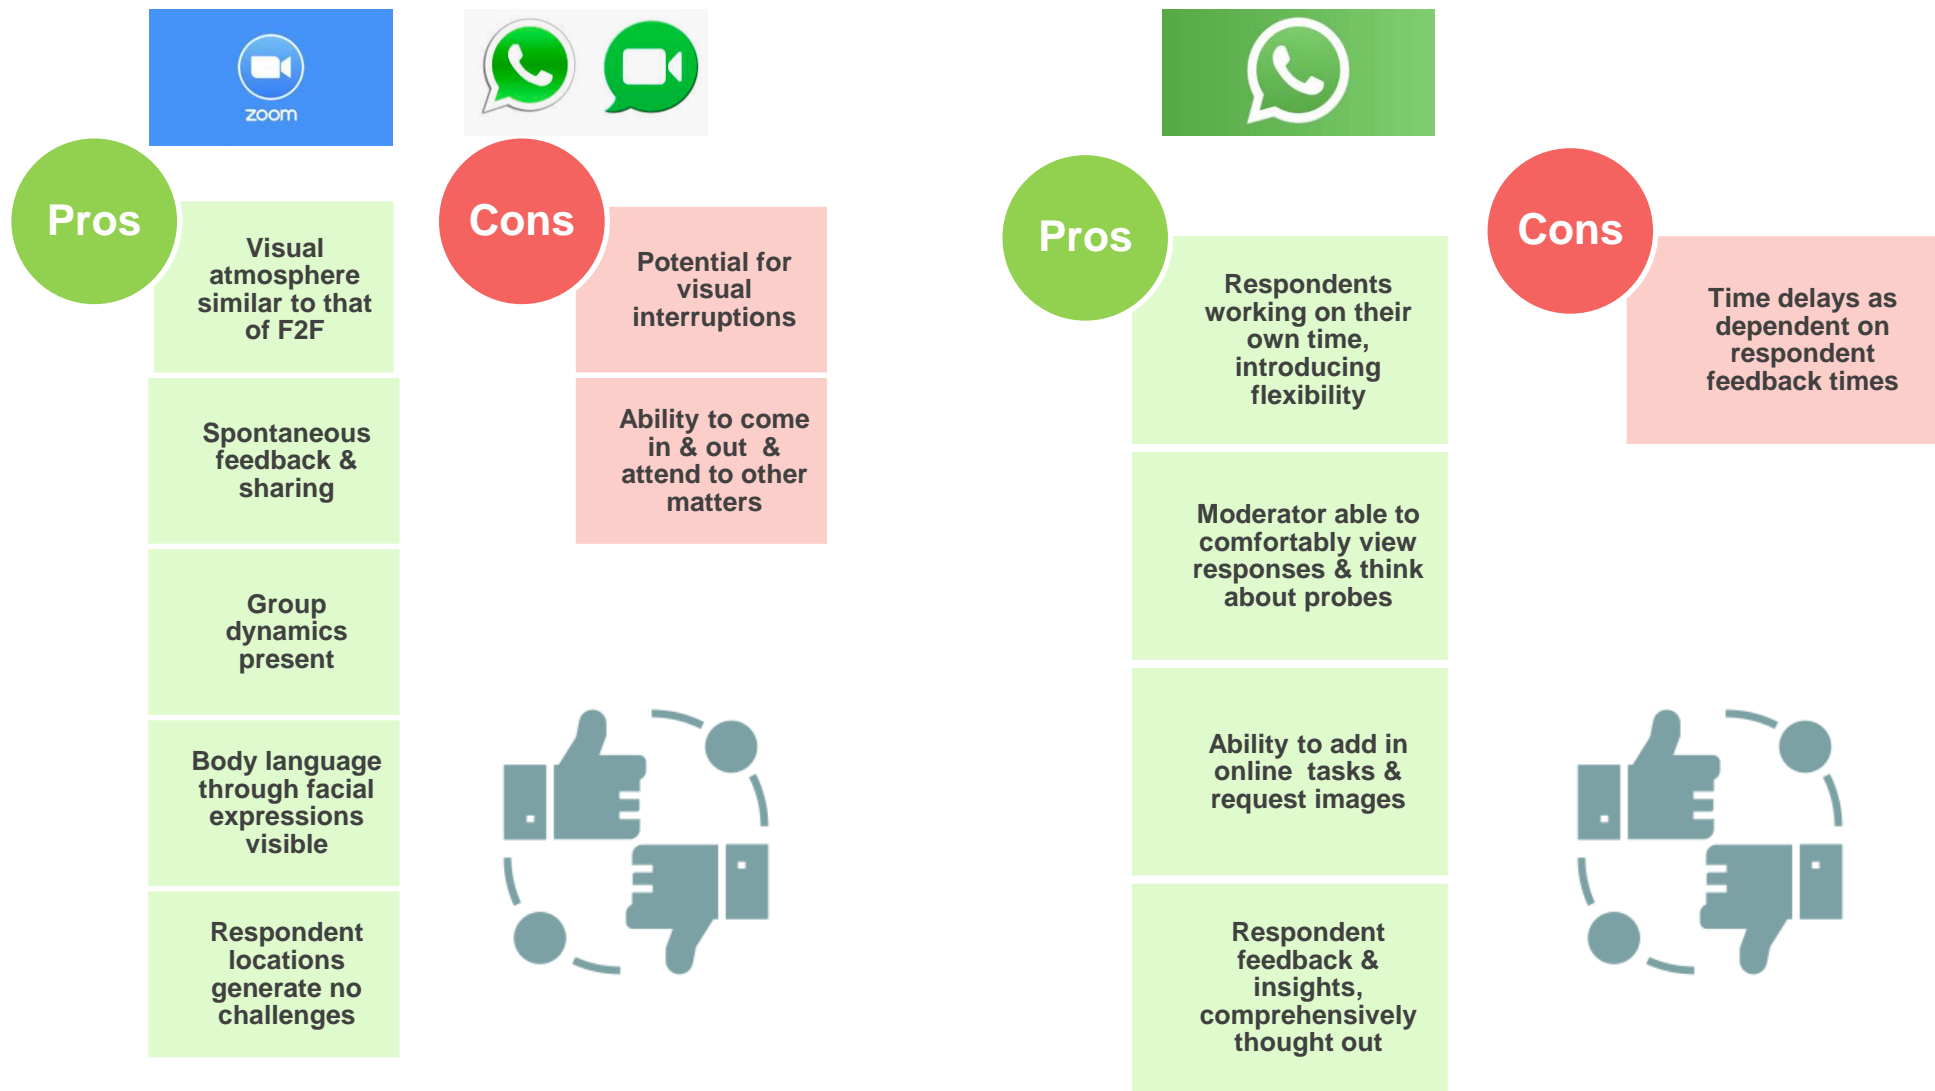 zoom
Pros
Visual
atmosphere
similar to that
of F2F
Spontaneous
feedback &
sharing
Group
dynamics
present
Body language
through facial
expressions
visible
Respondent
locations
generate no
challenges
Cons
Potential for
visual
interruptions
Ability to come
in & out  &
attend to other
matters
Pros
Respondents
working on their
own time,
introducing
flexibility
Moderator able to
comfortably view
responses & think
about probes
Ability to add in
online  tasks &
request images
Respondent
feedback &
insights,
comprehensively
thought out
Cons
Time delays as
dependent on
respondent
feedback times